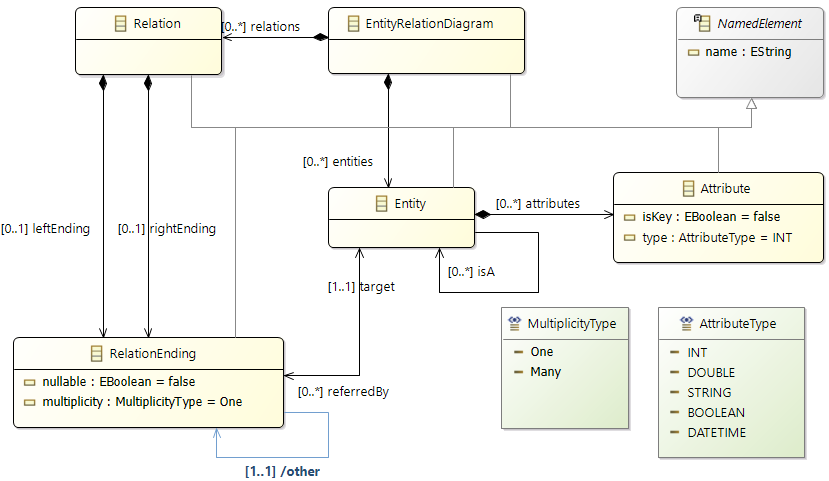 Relation
[0..*] relations
EntityRelationDiagram
NamedElement
name : EString
[0..*] entities
[0..1] leftEnding
[0..1] rightEnding
Entity
[0..*] attributes
Attribute
isKey : EBoolean = false
type : AttributeType = INT
[0..*] isA
[1..1] target
RelationEnding
nullable : EBoolean = false
multiplicity : MultiplicityType = One
[0..*] referredBy
[1..1] /other
MultiplicityType
One
Many
AttributeType
INT
DOUBLE
STRING
BOOLEAN
DATETIME